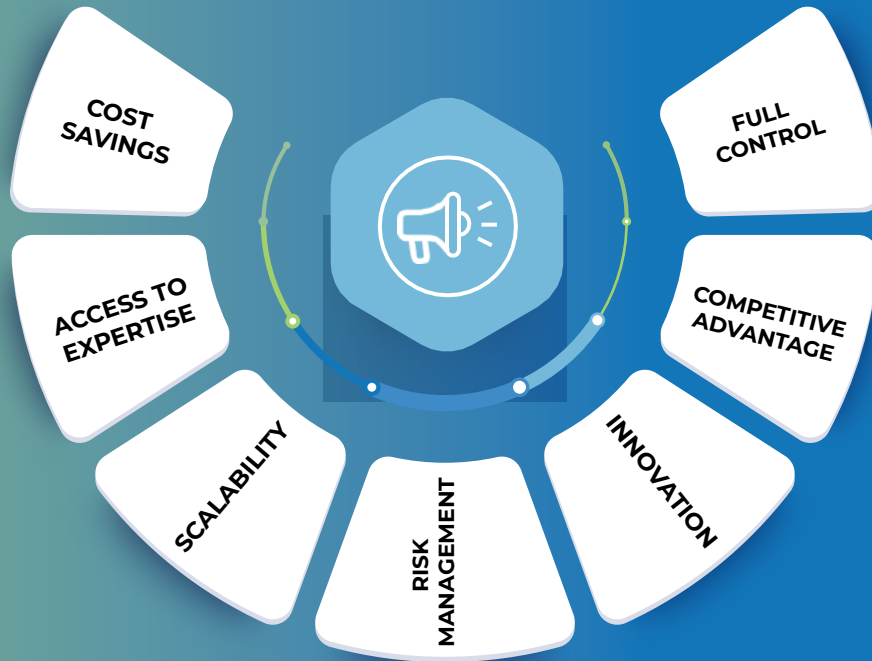 COST
SAVINGS
ACCESS TO
EXPERTISE
SCALABILITY
RISK
MANAGEMENT
INNOVATION
COMPETITIVE
ADVANTAGE
FULL
CONTROL